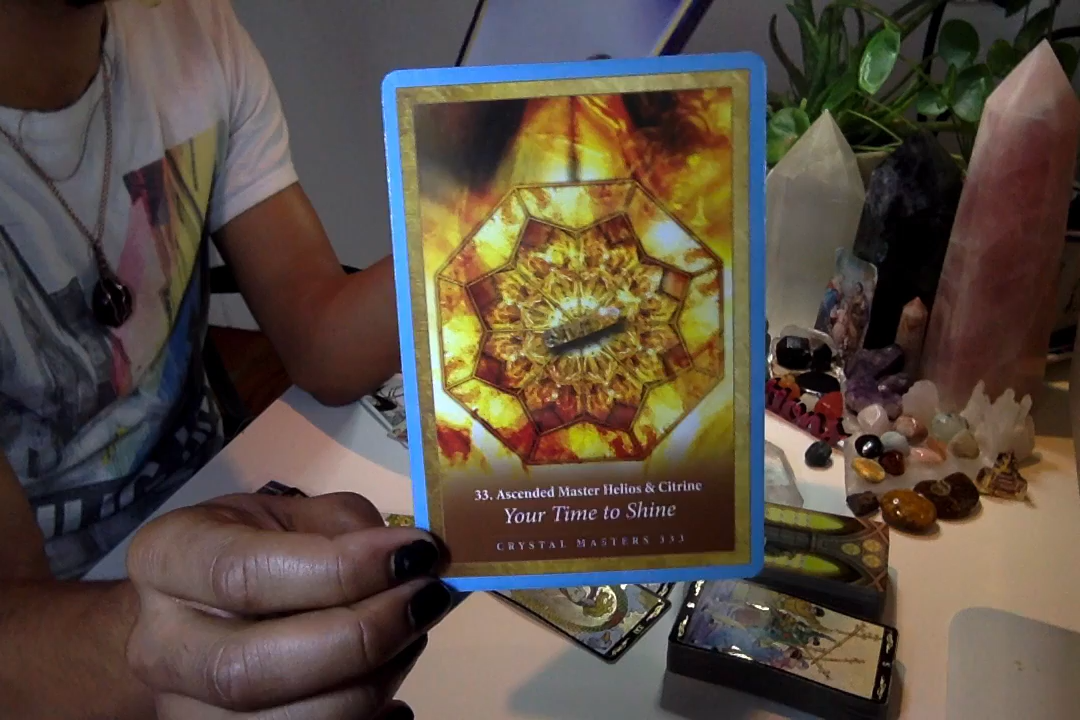 33. Ascended Master Helios & Citrine
Your Time to Shine
CRYSTAL MASTERS 333